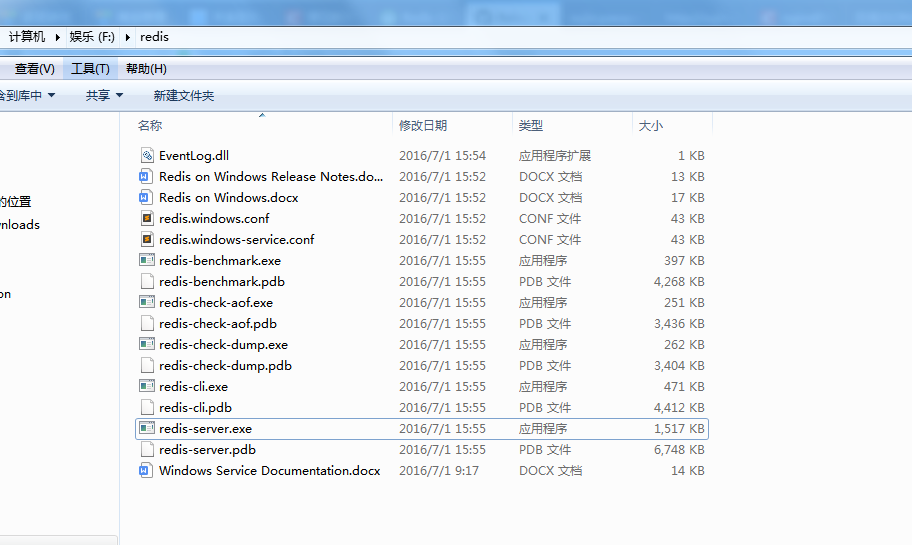 计算机 ▸ 娱乐 (F:) ▸ redis
查看(V) 工具(T) 帮助(H)
含到库中 共享 新建文件夹
名称 修改日期 类型 大小
EventLog.dll 2016/7/1 15:54 应用程序扩展 1 KB
Redis on Windows Release Notes.do... 2016/7/1 15:52 DOCX 文档 13 KB
的位置
Redis on Windows.docx 2016/7/1 15:52 DOCX 文档 17 KB
redis.windows.conf 2016/7/1 15:52 CONF 文件 43 KB
wnloads
redis.windows-service.conf 2016/7/1 15:52 CONF 文件 43 KB
redis-benchmark.exe 2016/7/1 15:55 应用程序 397 KB
redis-benchmark.pdb 2016/7/1 15:55 PDB 文件 4,268 KB
on
redis-check-aof.exe 2016/7/1 15:55 应用程序 251 KB
redis-check-aof.pdb 2016/7/1 15:55 PDB 文件 3,436 KB
redis-check-dump.exe 2016/7/1 15:55 应用程序 262 KB
redis-check-dump.pdb 2016/7/1 15:55 PDB 文件 3,404 KB
redis-cli.exe 2016/7/1 15:55 应用程序 471 KB
redis-cli.pdb 2016/7/1 15:55 PDB 文件 4,412 KB
redis-server.exe 2016/7/1 15:55 应用程序 1,517 KB
redis-server.pdb 2016/7/1 15:55 PDB 文件 6,748 KB
Windows Service Documentation.docx 2016/7/1 9:17 DOCX 文档 14 KB